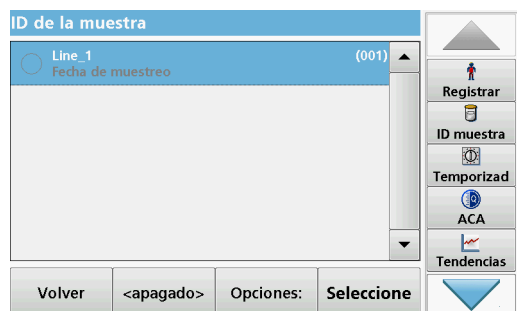 ID de la muestra
Line_1 (001)
Fecha de muestreo
Registrar
ID muestra
Temporizad
ACA
Tendencias
Volver <apagado> Opciones: Seleccione